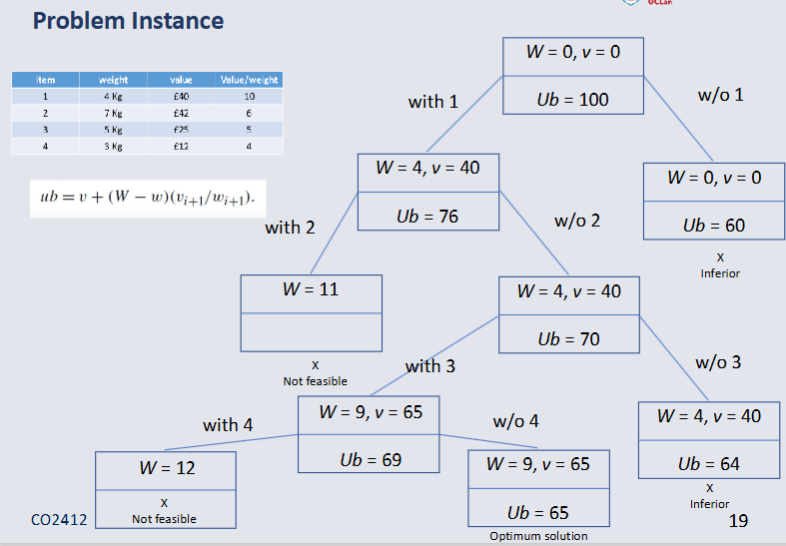 UCLan
Problem Instance
item weight value Value/weight
1 4 Kg £40 10
2 7 Kg £42 6
3 5 Kg £25 5
4 3 Kg £12 4
ub = v + (W − w)(vi+1/wi+1).
W = 0, v = 0
Ub = 100
with 1
w/o 1
W = 4, v = 40
Ub = 76
W = 0, v = 0
Ub = 60
X
Inferior
with 2
w/o 2
W = 11
X
Not feasible
W = 4, v = 40
Ub = 70
with 3
w/o 3
W = 9, v = 65
Ub = 69
W = 4, v = 40
Ub = 64
X
Inferior
with 4
w/o 4
W = 12
X
Not feasible
W = 9, v = 65
Ub = 65
Optimum solution
CO2412
19